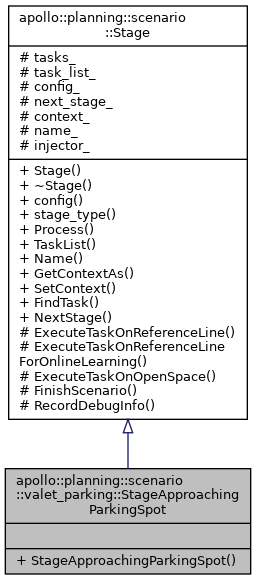 apollo::planning::scenario
::Stage
# tasks_
# task_list_
# config_
# next_stage_
# context_
# name_
# injector_
+ Stage()
+ ~Stage()
+ config()
+ stage_type()
+ Process()
+ TaskList()
+ Name()
+ GetContextAs()
+ SetContext()
+ FindTask()
+ NextStage()
# ExecuteTaskOnReferenceLine()
# ExecuteTaskOnReferenceLine
ForOnlineLearning()
# ExecuteTaskOnOpenSpace()
# FinishScenario()
# RecordDebugInfo()
apollo::planning::scenario
::valet_parking::StageApproaching
ParkingSpot
+ StageApproachingParkingSpot()